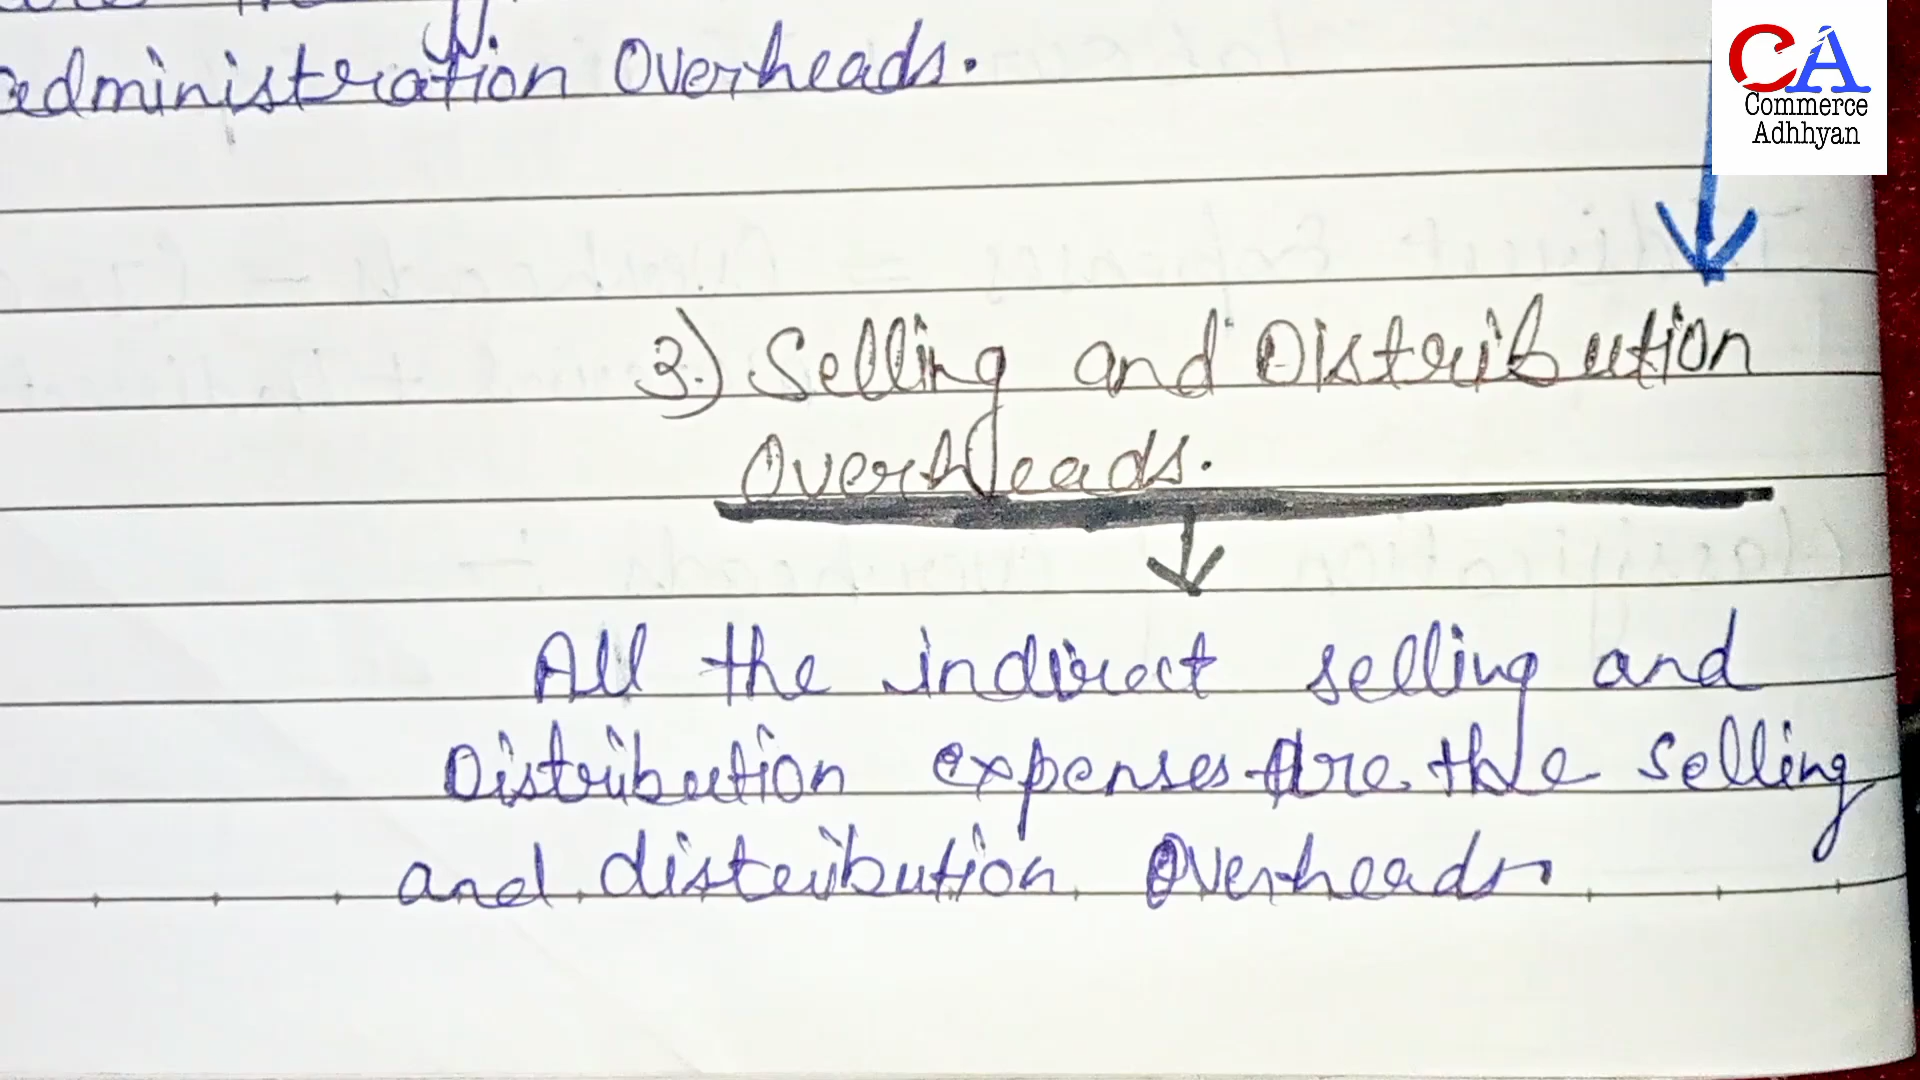 administration Overheads.
CA
Commerce
Adhhyan
3.) Selling and Distribution
Overheads.
All the indirect selling and
Distribution expenses are the selling
and distribution Overheads